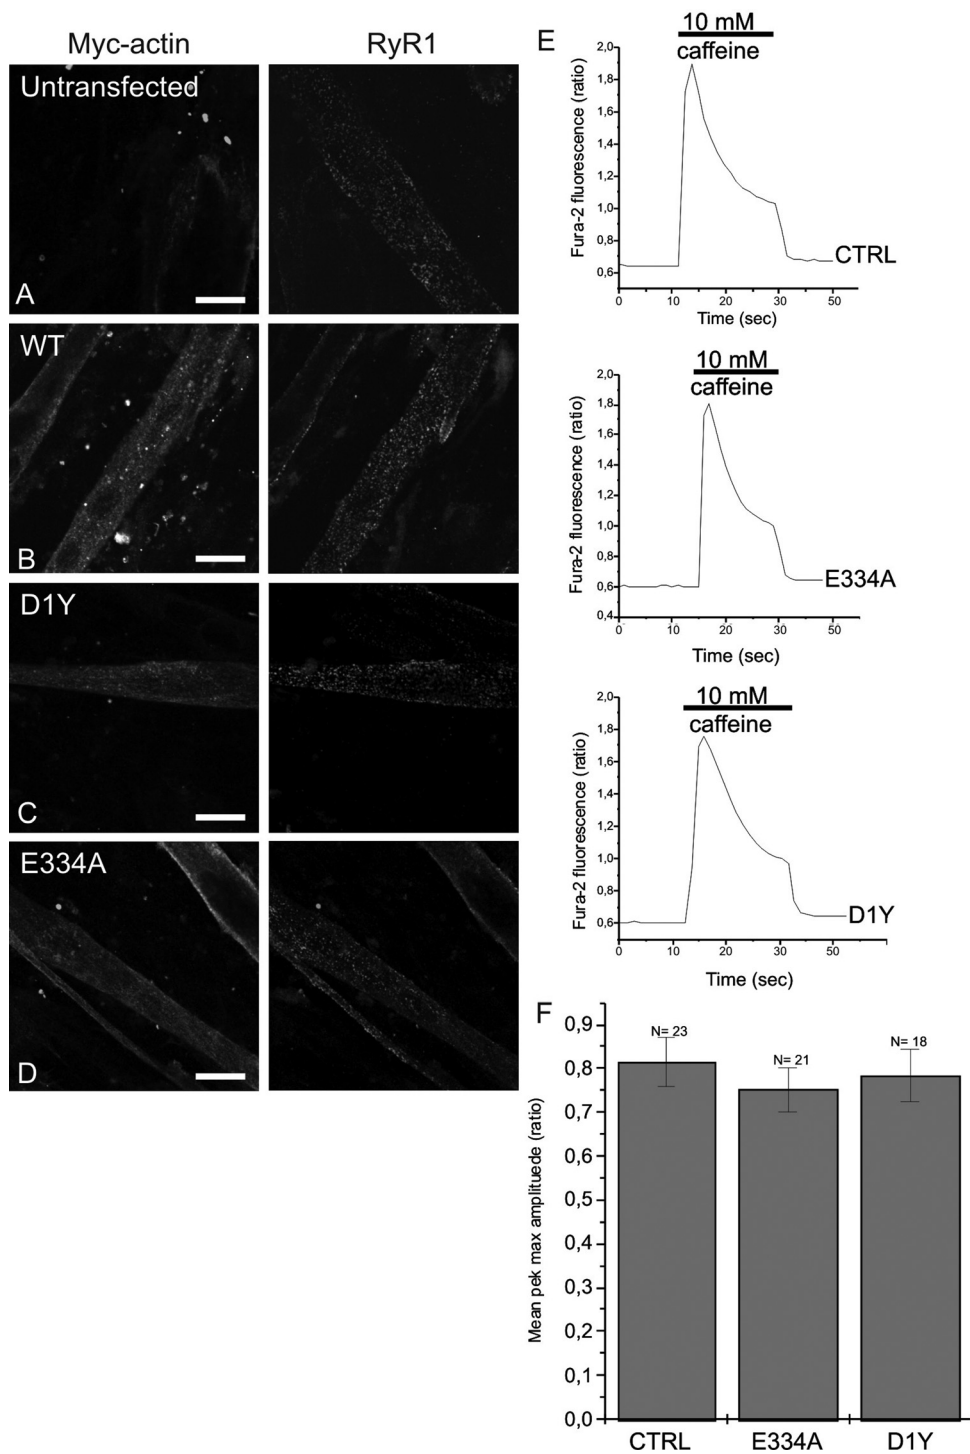 Myc-actin
RyR1
Untransfected
A
WT
B
D1Y
C
E334A
D
E
10 mM
caffeine
Fura-2 fluorescence (ratio)
2,0
1,8
1,6
1,4
1,2
1,0
0,8
0,6
CTRL
0
10
20
30
40
50
Time (sec)
10 mM
caffeine
Fura-2 fluorescence (ratio)
2,0
1,8
1,6
1,4
1,2
1,0
0,8
0,6
0,4
E334A
0
10
20
30
40
50
Time (sec)
10 mM
caffeine
Fura-2 fluorescence (ratio)
2,0
1,8
1,6
1,4
1,2
1,0
0,8
0,6
D1Y
0
10
20
30
40
50
Time (sec)
F
Mean pek max amplituede (ratio)
0,9
0,8
0,7
0,6
0,5
0,4
0,3
0,2
0,1
0,0
N= 23
N= 21
N= 18
CTRL
E334A
D1Y